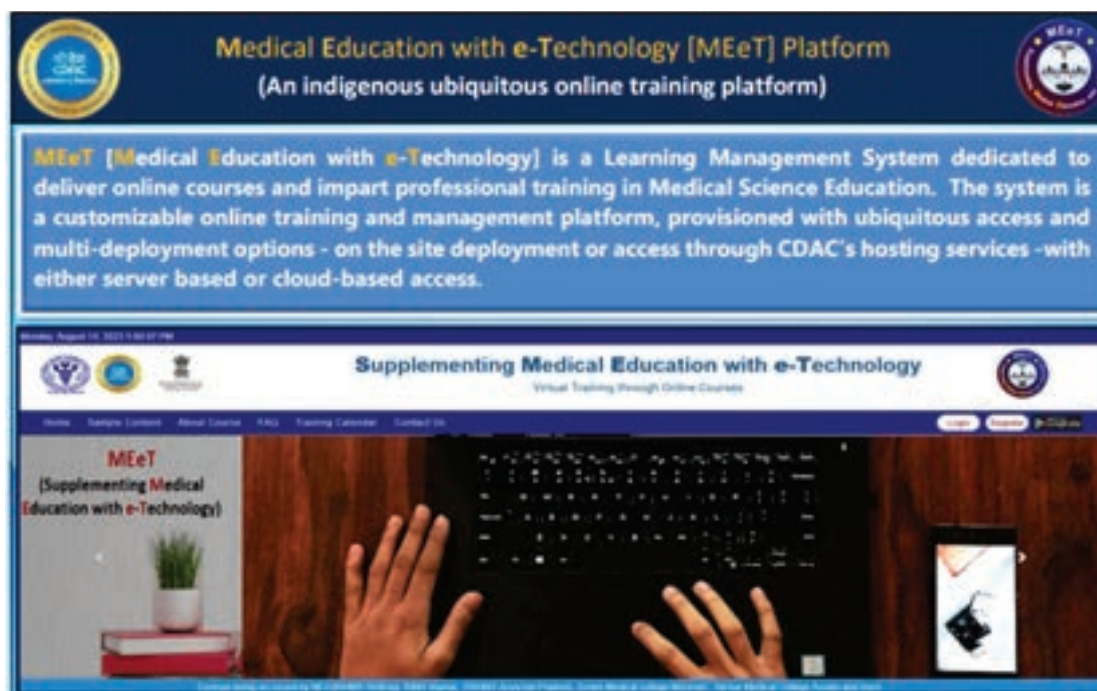 Medical Education with e-Technology [MEeT] Platform
(An indigenous ubiquitous online training platform)
CDAC
MEeT
MEeT [Medical Education with e-Technology] is a Learning Management System dedicated to
deliver online courses and impart professional training in Medical Science Education. The system is
a customizable online training and management platform, provisioned with ubiquitous access and
multi-deployment options - on the site deployment or access through CDAC's hosting services -with
either server based or cloud-based access.
Supplementing Medical Education with e-Technology
Virtual Training through Online Courses
Home Sample Content About Course FAQ Training Calendar Contact Us
Login Register
MEeT
(Supplementing Medical
Education with e-Technology)